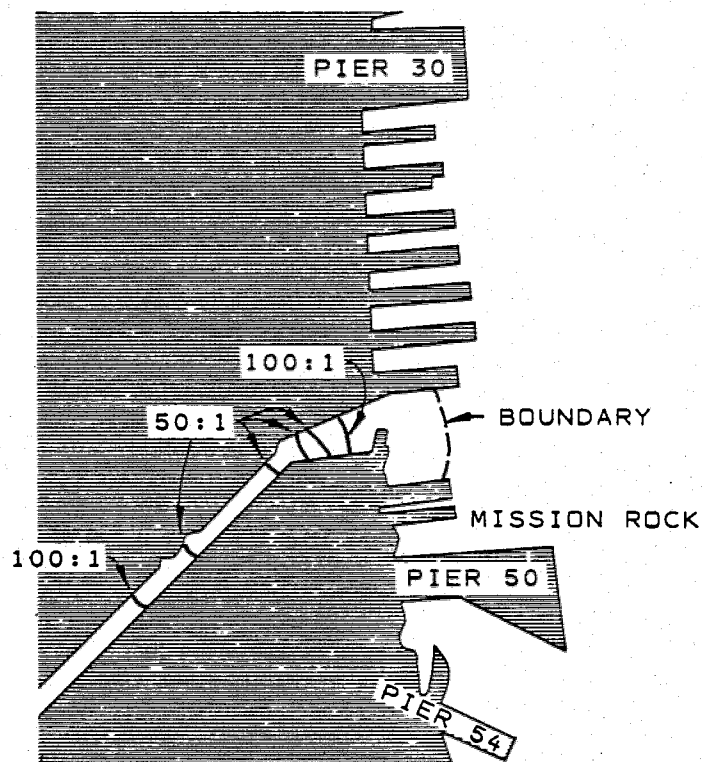 PIER 30
100:1
50:1
BOUNDARY
MISSION ROCK
100:1
PIER 50
PIER 54